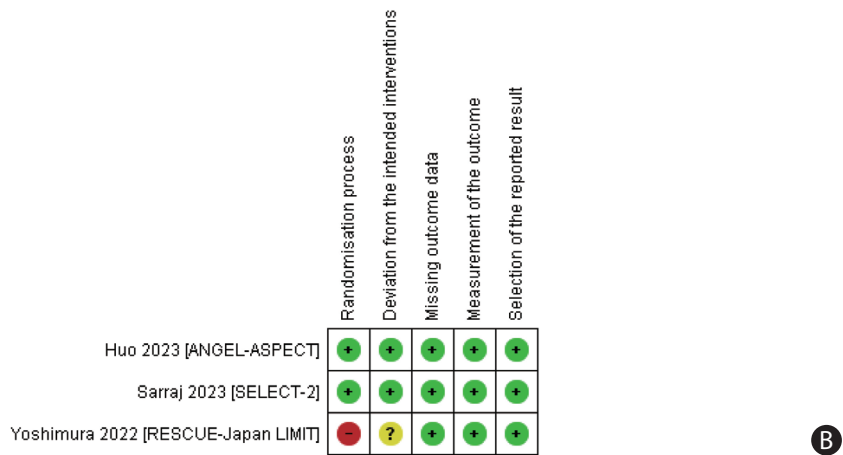 Randomisation process
Deviation from the intended interventions
Missing outcome data
Measurement of the outcome
Selection of the reported result
Huo 2023 [ANGEL-ASPECT] + + + + +
Sarraj 2023 [SELECT-2] + + + + +
Yoshimura 2022 [RESCUE-Japan LIMIT] - ? + + +
B